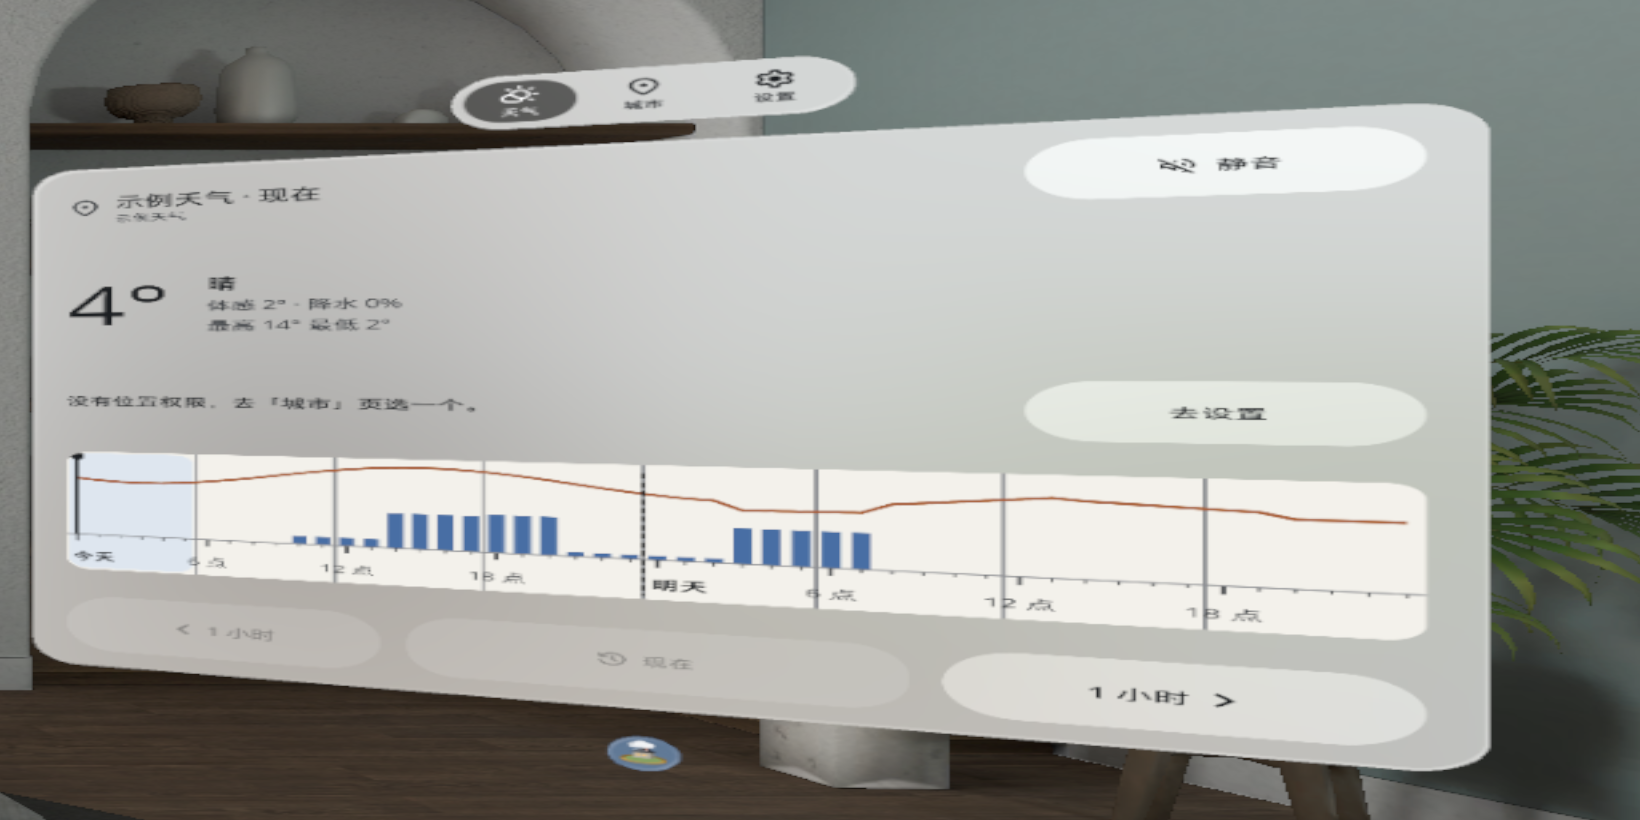 天气
城市
设置
静音
示例天气 · 现在
示例天气
4°
晴
体感 2° · 降水 0%
最高 14° 最低 2°
没有位置权限。去「城市」页选一个。
去设置
今天
6 点
12 点
18 点
明天
6 点
12 点
18 点
< 1 小时
现在
1 小时 >